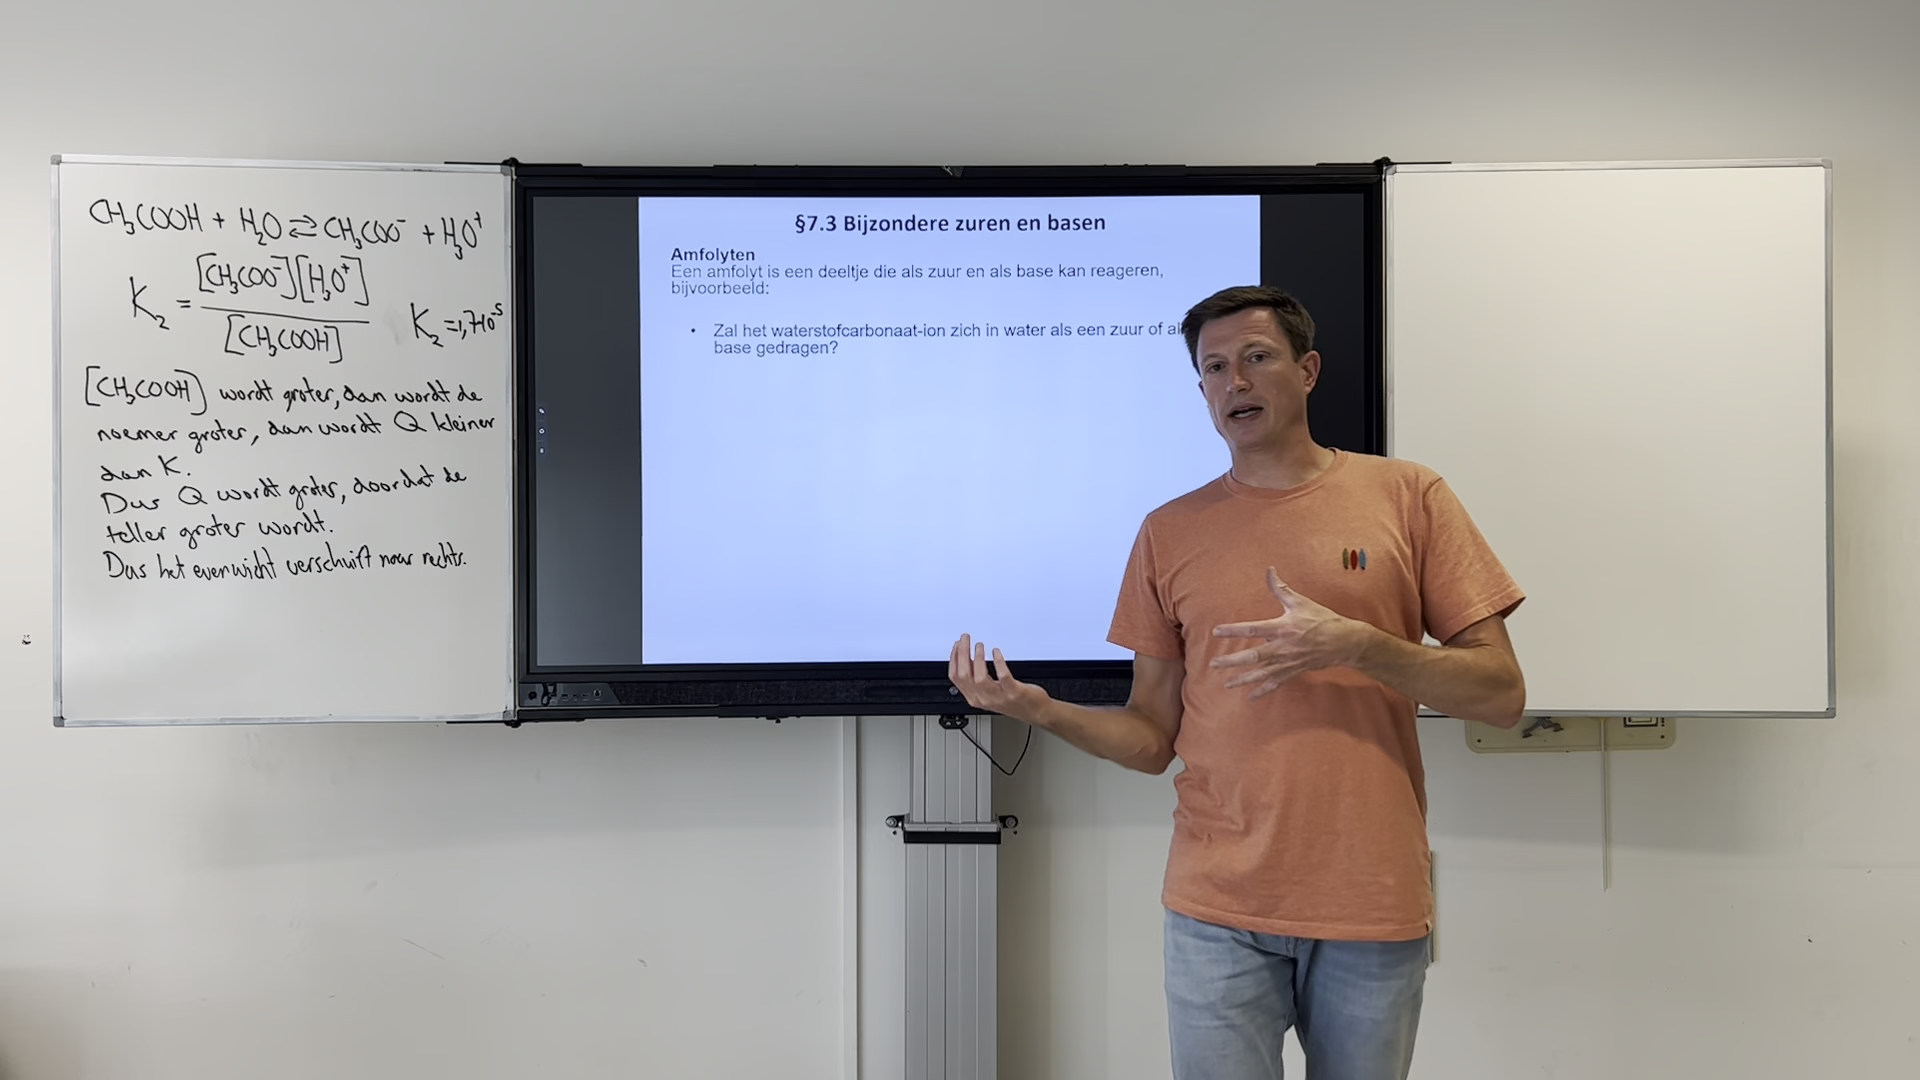 CH₃COOH + H₂O ⇌ CH₃COO⁻ + H₃O⁺
K₂ = [CH₃COO⁻][H₃O⁺] / [CH₃COOH]
K₂=1,7·10⁻⁵
[CH₃COOH] wordt groter, dan wordt de
noemer groter, dan wordt Q kleiner
dan K.
Dus Q wordt groter, doordat de
teller groter wordt.
Dus het evenwicht verschuift naar rechts.
§7.3 Bijzondere zuren en basen
Amfolyten
Een amfolyt is een deeltje die als zuur en als base kan reageren,
bijvoorbeeld:
• Zal het waterstofcarbonaat-ion zich in water als een zuur of
base gedragen?